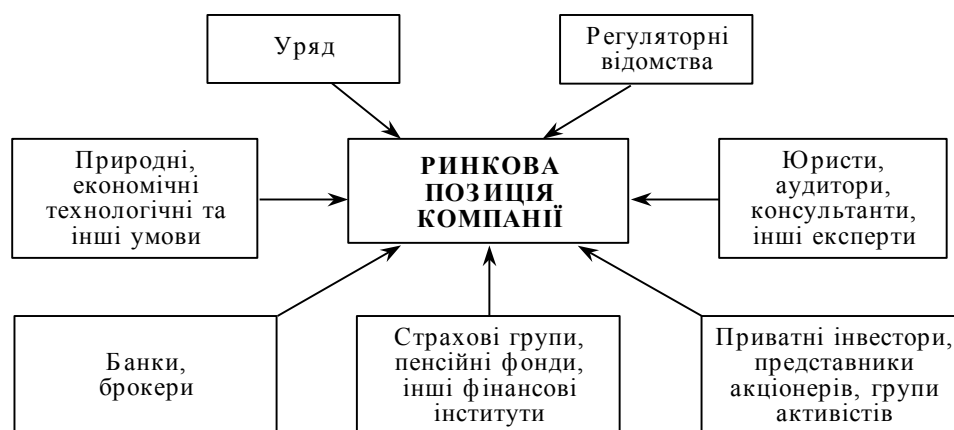 Уряд
Регуляторні
відомства
Природні,
економічні
технологічні та
інші умови
РИНКОВА
ПОЗИЦІЯ
КОМПАНІЇ
Юристи,
аудитори,
консультанти,
інші експерти
Банки,
брокери
Страхові групи,
пенсійні фонди,
інші фінансові
інститути
Приватні інвестори,
представники
акціонерів, групи
активістів